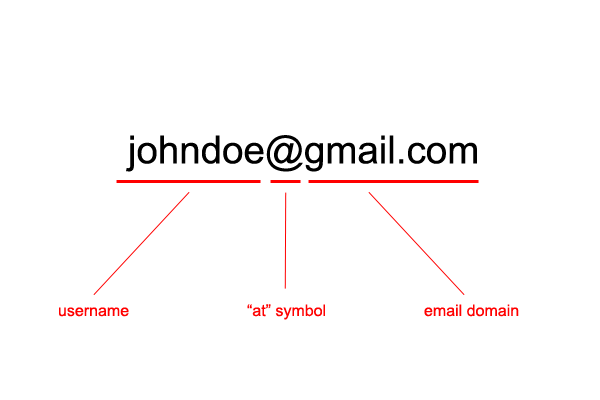 johndoe@gmail.com
username “at” symbol email domain